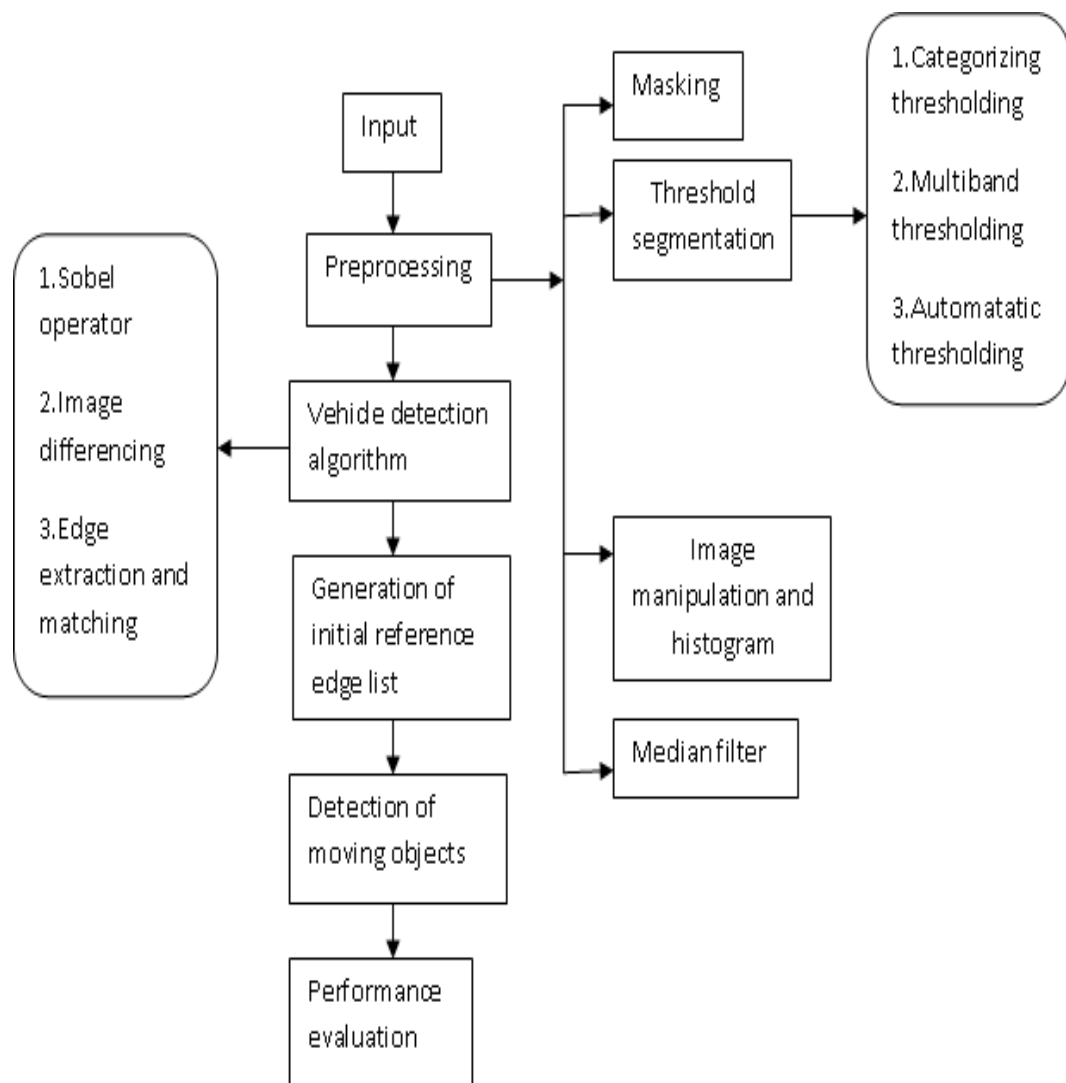 Input
Preprocessing
Vehicle detection
algorithm
Generation of
initial reference
edge list
Detection of
moving objects
Performance
evaluation
1.Sobel
operator
2.Image
differencing
3.Edge
extraction and
matching
Masking
Threshold
segmentation
Image
manipulation and
histogram
Median filter
1.Categorizing
thresholding
2.Multiband
thresholding
3.Automatatic
thresholding